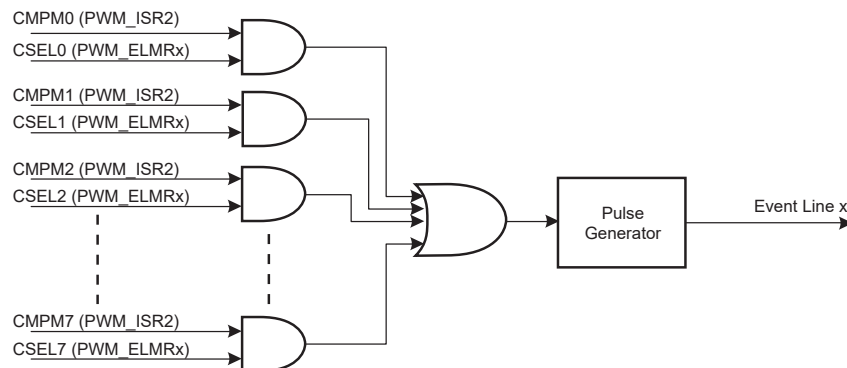 CMPM0 (PWM_ISR2)
CSEL0 (PWM_ELMRx)
CMPM1 (PWM_ISR2)
CSEL1 (PWM_ELMRx)
CMPM2 (PWM_ISR2)
CSEL2 (PWM_ELMRx)
CMPM7 (PWM_ISR2)
CSEL7 (PWM_ELMRx)
Pulse
Generator
Event Line x